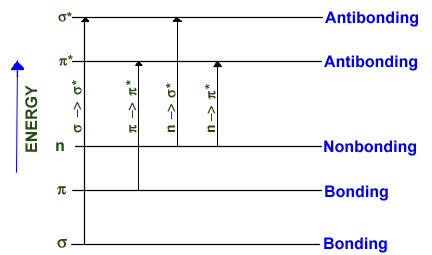 σ* Antibonding
π* Antibonding
ENERGY
σ –> σ*
π –> π*
n –> σ*
n –> π*
n Nonbonding
π Bonding
σ Bonding